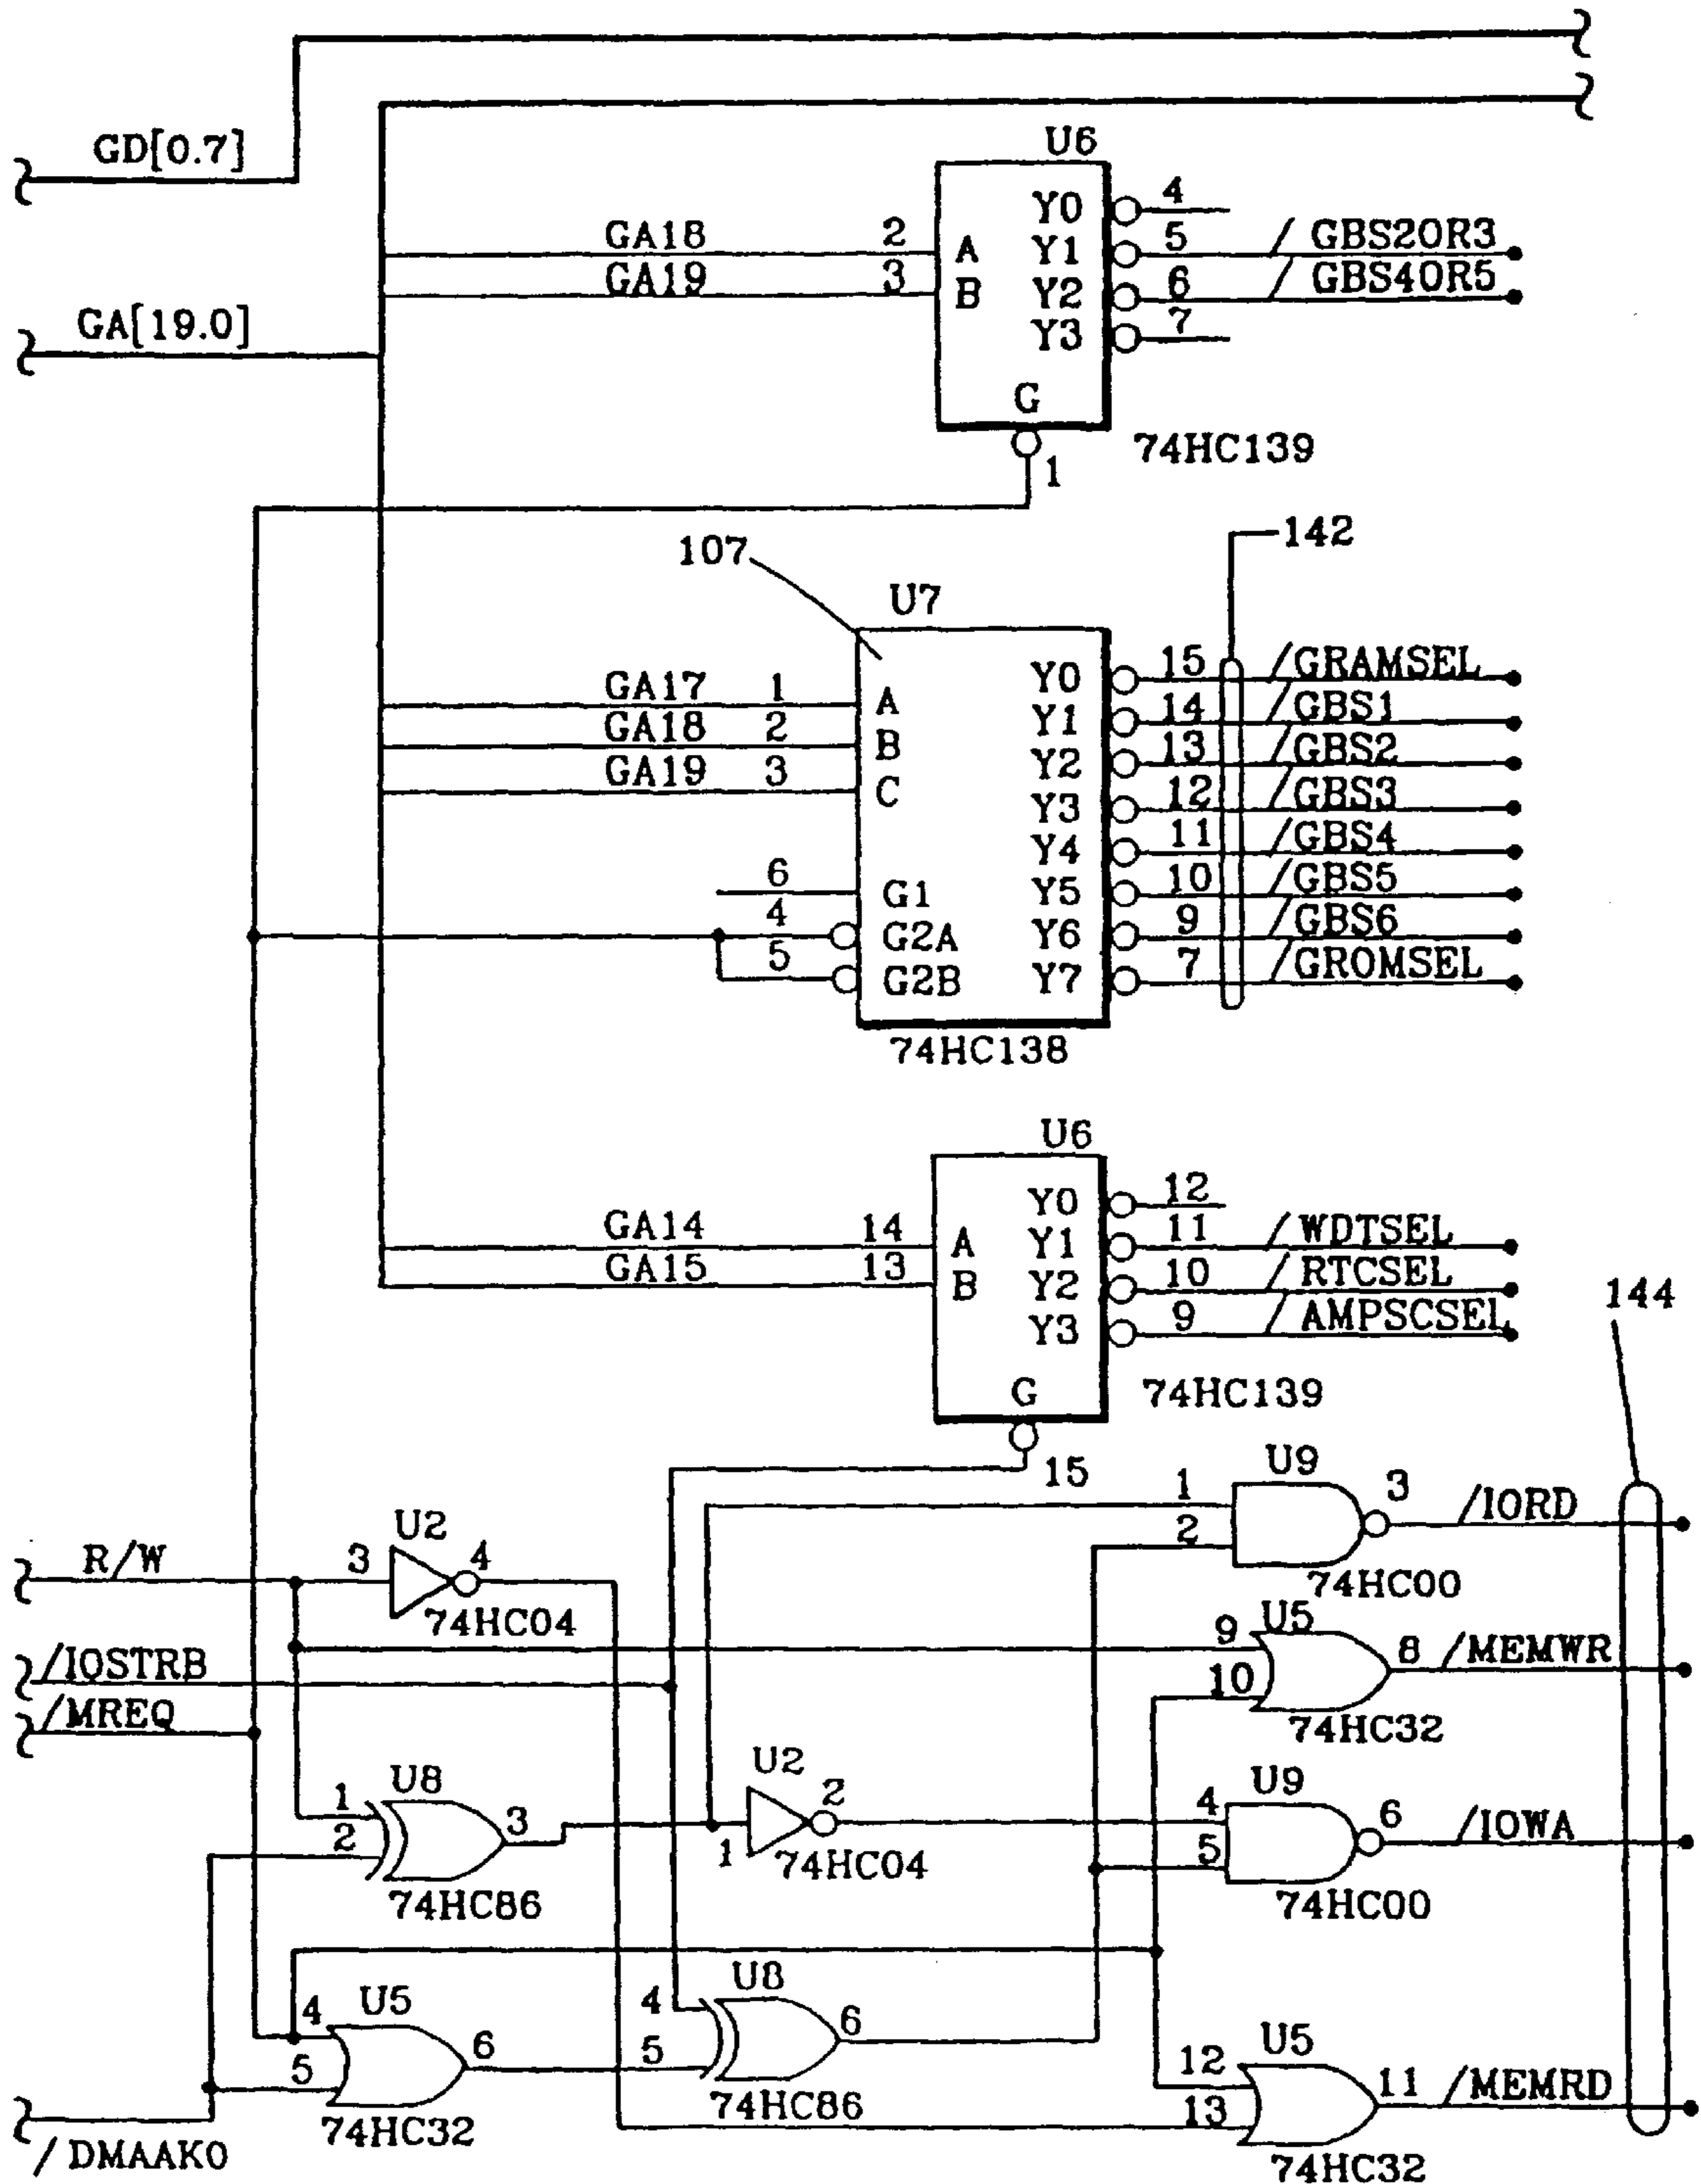 GD[0.7]
GA[19.0]
U6
GA18 2 A Y0 4
GA19 3 B Y1 5 / GBS2OR3
Y2 6 / GBS4OR5
Y3 7
G
1
74HC139
107
142
U7
GA17 1 A Y0 15 /GRAMSEL
GA18 2 B Y1 14 /GBS1
GA19 3 C Y2 13 /GBS2
Y3 12 /GBS3
Y4 11 /GBS4
6 G1 Y5 10 /GBS5
4 G2A Y6 9 /GBS6
5 G2B Y7 7 /GROMSEL
74HC138
U6
Y0 12
GA14 14 A Y1 11 / WDTSEL
GA15 13 B Y2 10 / RTCSEL
Y3 9 / AMPSCSEL
G
15
74HC139
144
R/W
3 U2 4
74HC04
1 2 U9 3 /IORD
74HC00
/IOSTRB
/MREQ
9 10 U5 8 /MEMWR
74HC32
1 2 U8 3
74HC86
1 U2 2
74HC04
4 5 U9 6 /IOWA
74HC00
4 5 U5 6
74HC32
4 5 U8 6
74HC86
12 13 U5 11 /MEMRD
74HC32
/ DMAAK0